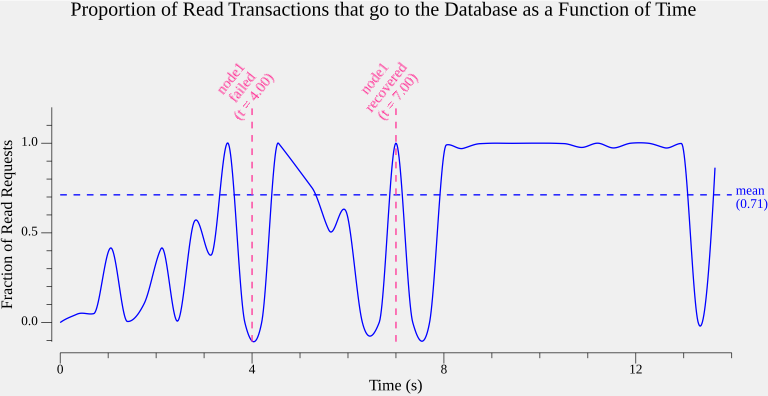 Proportion of Read Transactions that go to the Database as a Function of Time
node1
failed
(t = 4.00)
node1
recovered
(t = 7.00)
Fraction of Read Requests
1.0
0.5
0.0
mean
(0.71)
0
4
8
12
Time (s)